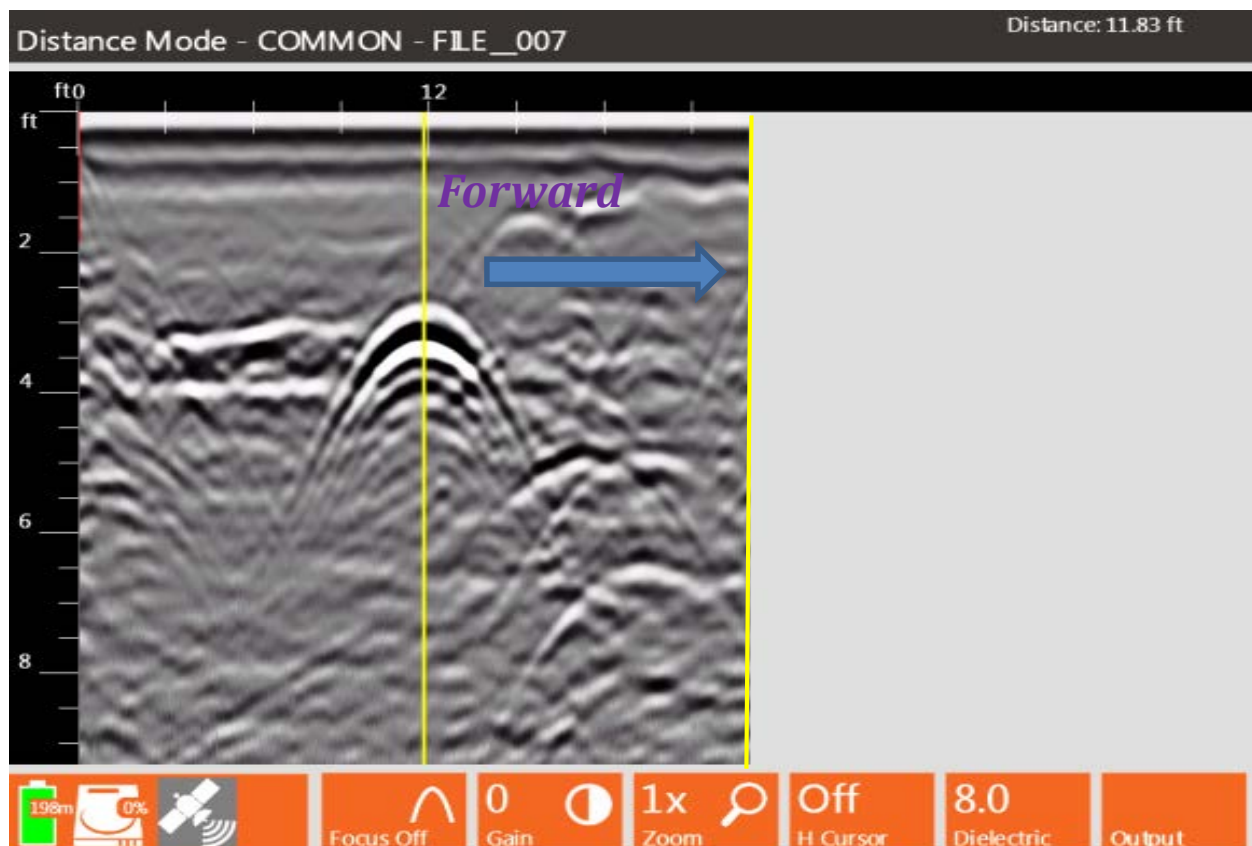 Distance Mode - COMMON - FILE__007
Distance: 11.83 ft
ft0
12
ft
Forward
2
4
6
8
198m
0%
Focus Off
0
Gain
1x
Zoom
Off
H Cursor
8.0
Dielectric
Output